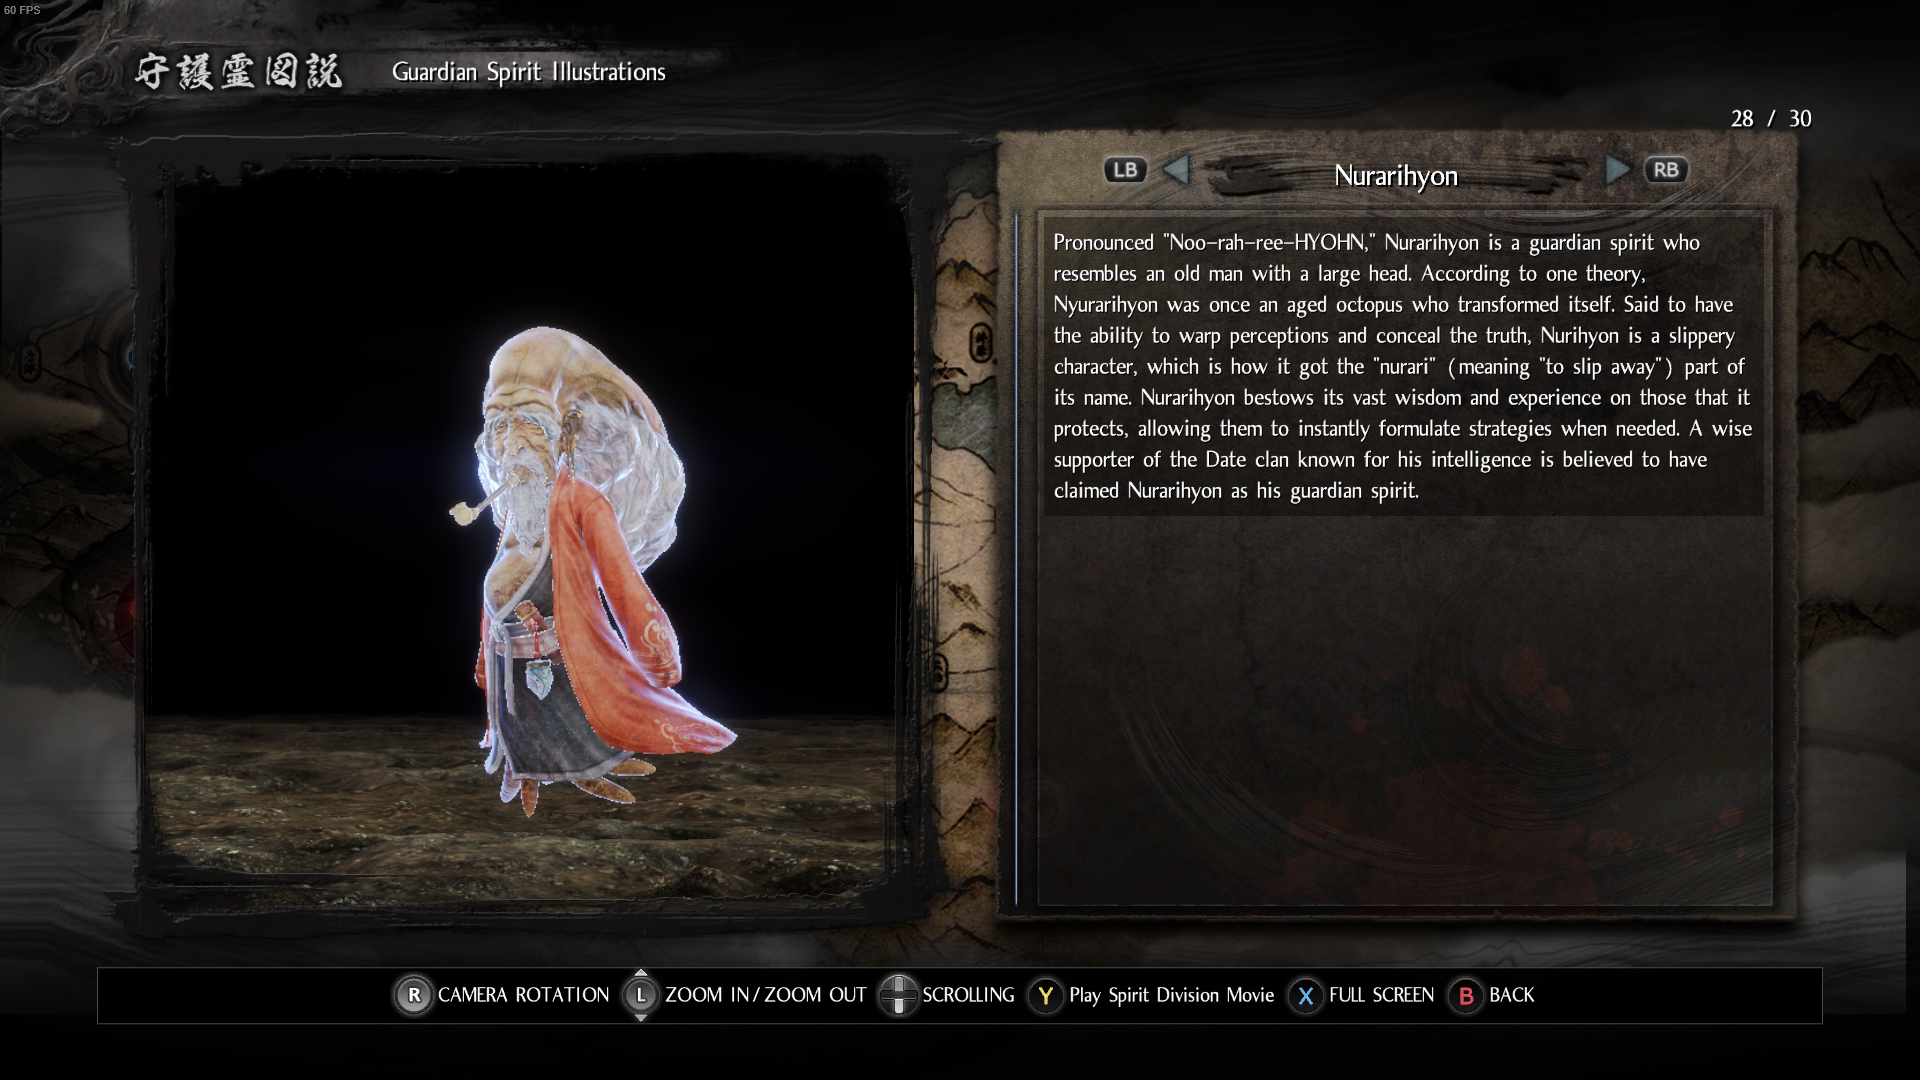 60 FPS
守護霊図説 Guardian Spirit Illustrations
28 / 30
LB Nurarihyon RB
Pronounced "Noo-rah-ree-HYOHN," Nurarihyon is a guardian spirit who
resembles an old man with a large head. According to one theory,
Nyurarihyon was once an aged octopus who transformed itself. Said to have
the ability to warp perceptions and conceal the truth, Nurihyon is a slippery
character, which is how it got the "nurari" (meaning "to slip away") part of
its name. Nurarihyon bestows its vast wisdom and experience on those that it
protects, allowing them to instantly formulate strategies when needed. A wise
supporter of the Date clan known for his intelligence is believed to have
claimed Nurarihyon as his guardian spirit.
R CAMERA ROTATION L ZOOM IN/ZOOM OUT SCROLLING Y Play Spirit Division Movie X FULL SCREEN B BACK